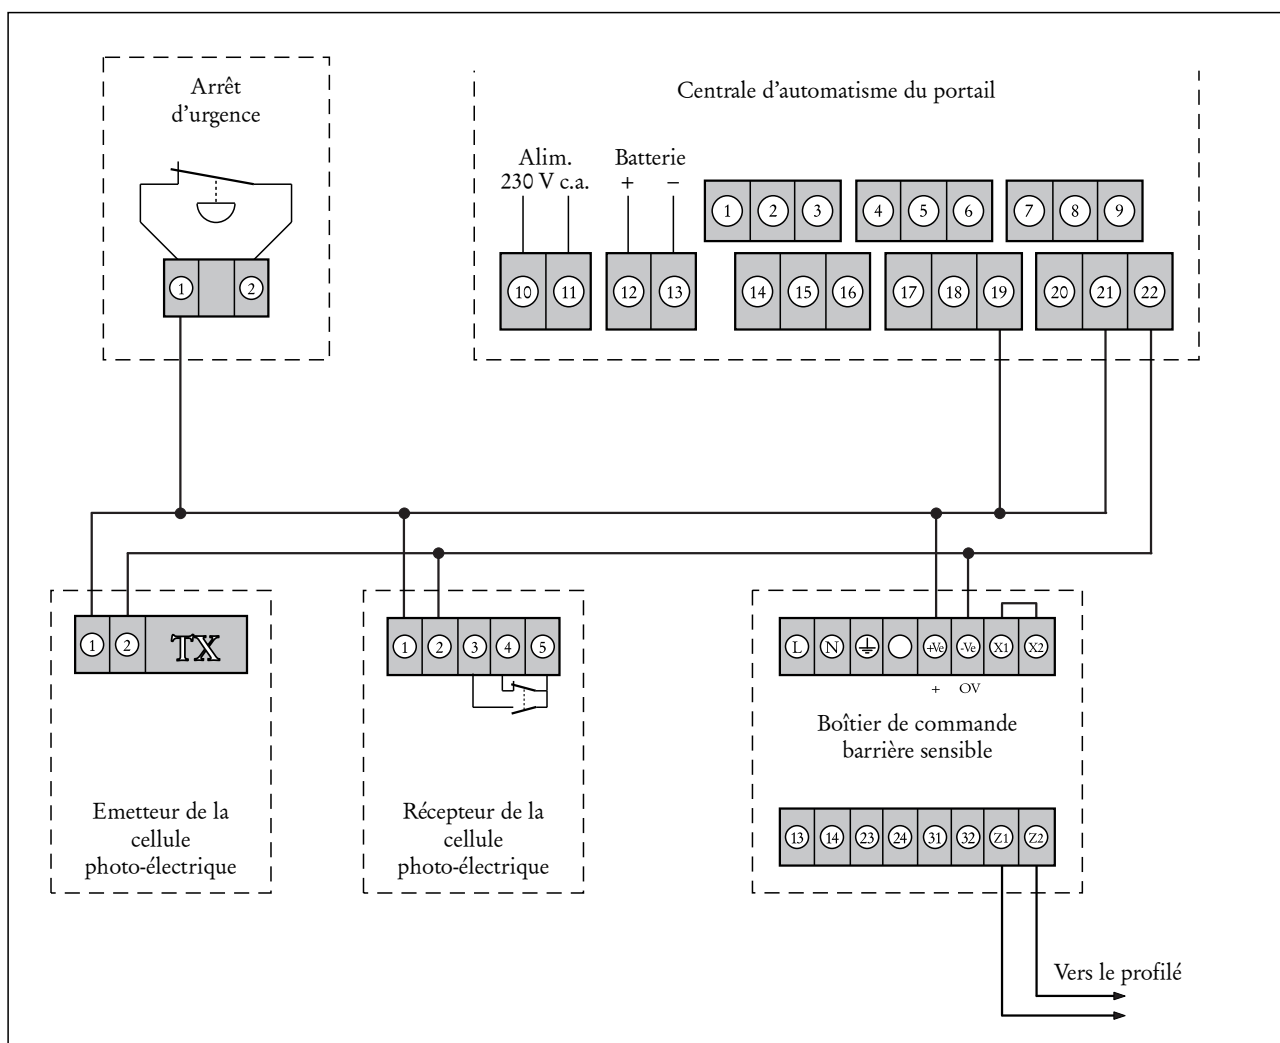 Arrêt
d'urgence
Centrale d'automatisme du portail
Alim.
230 V c.a.
Batterie
+ −
1 2 3 4 5 6 7 8 9
10 11 12 13 14 15 16 17 18 19 20 21 22
1 2
1 2 TX
1 2 3 4 5
L N +Ve -Ve X1 X2
+ OV
Boîtier de commande
barrière sensible
Emetteur de la
cellule
photo-électrique
Récepteur de la
cellule
photo-électrique
13 14 23 24 31 32 Z1 Z2
Vers le profilé